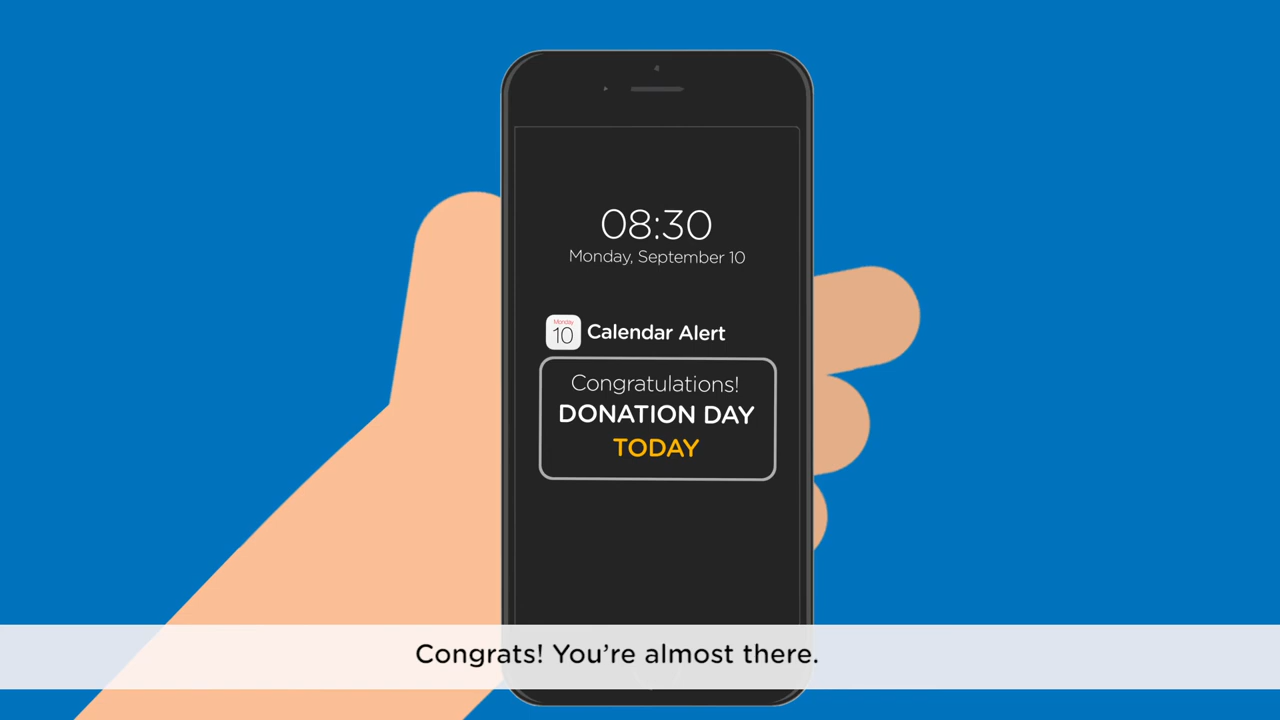 08:30
Monday, September 10
Monday
10
Calendar Alert
Congratulations!
DONATION DAY
TODAY
Congrats! You're almost there.